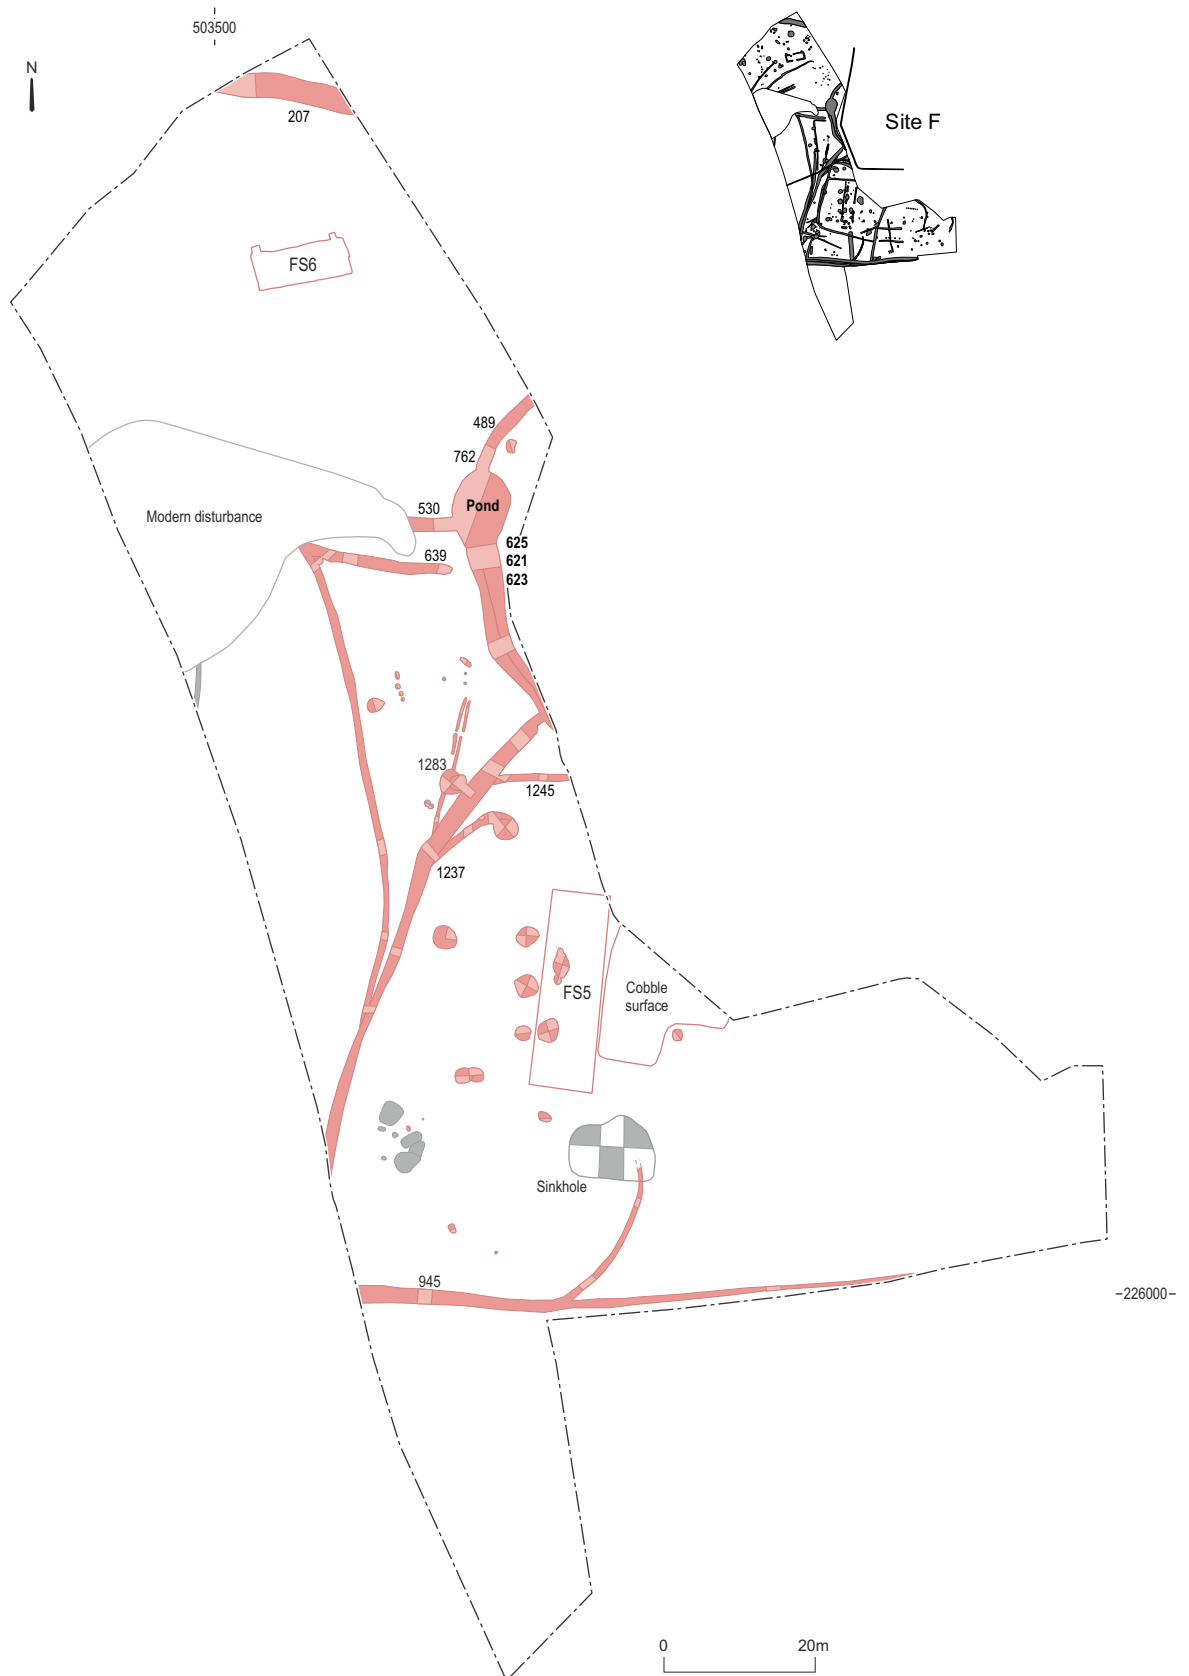 503500
N
207
Site F
FS6
489
762
Pond
530
Modern disturbance
625
639
621
623
1283
1245
1237
FS5
Cobble
surface
Sinkhole
945
226000
0
20m